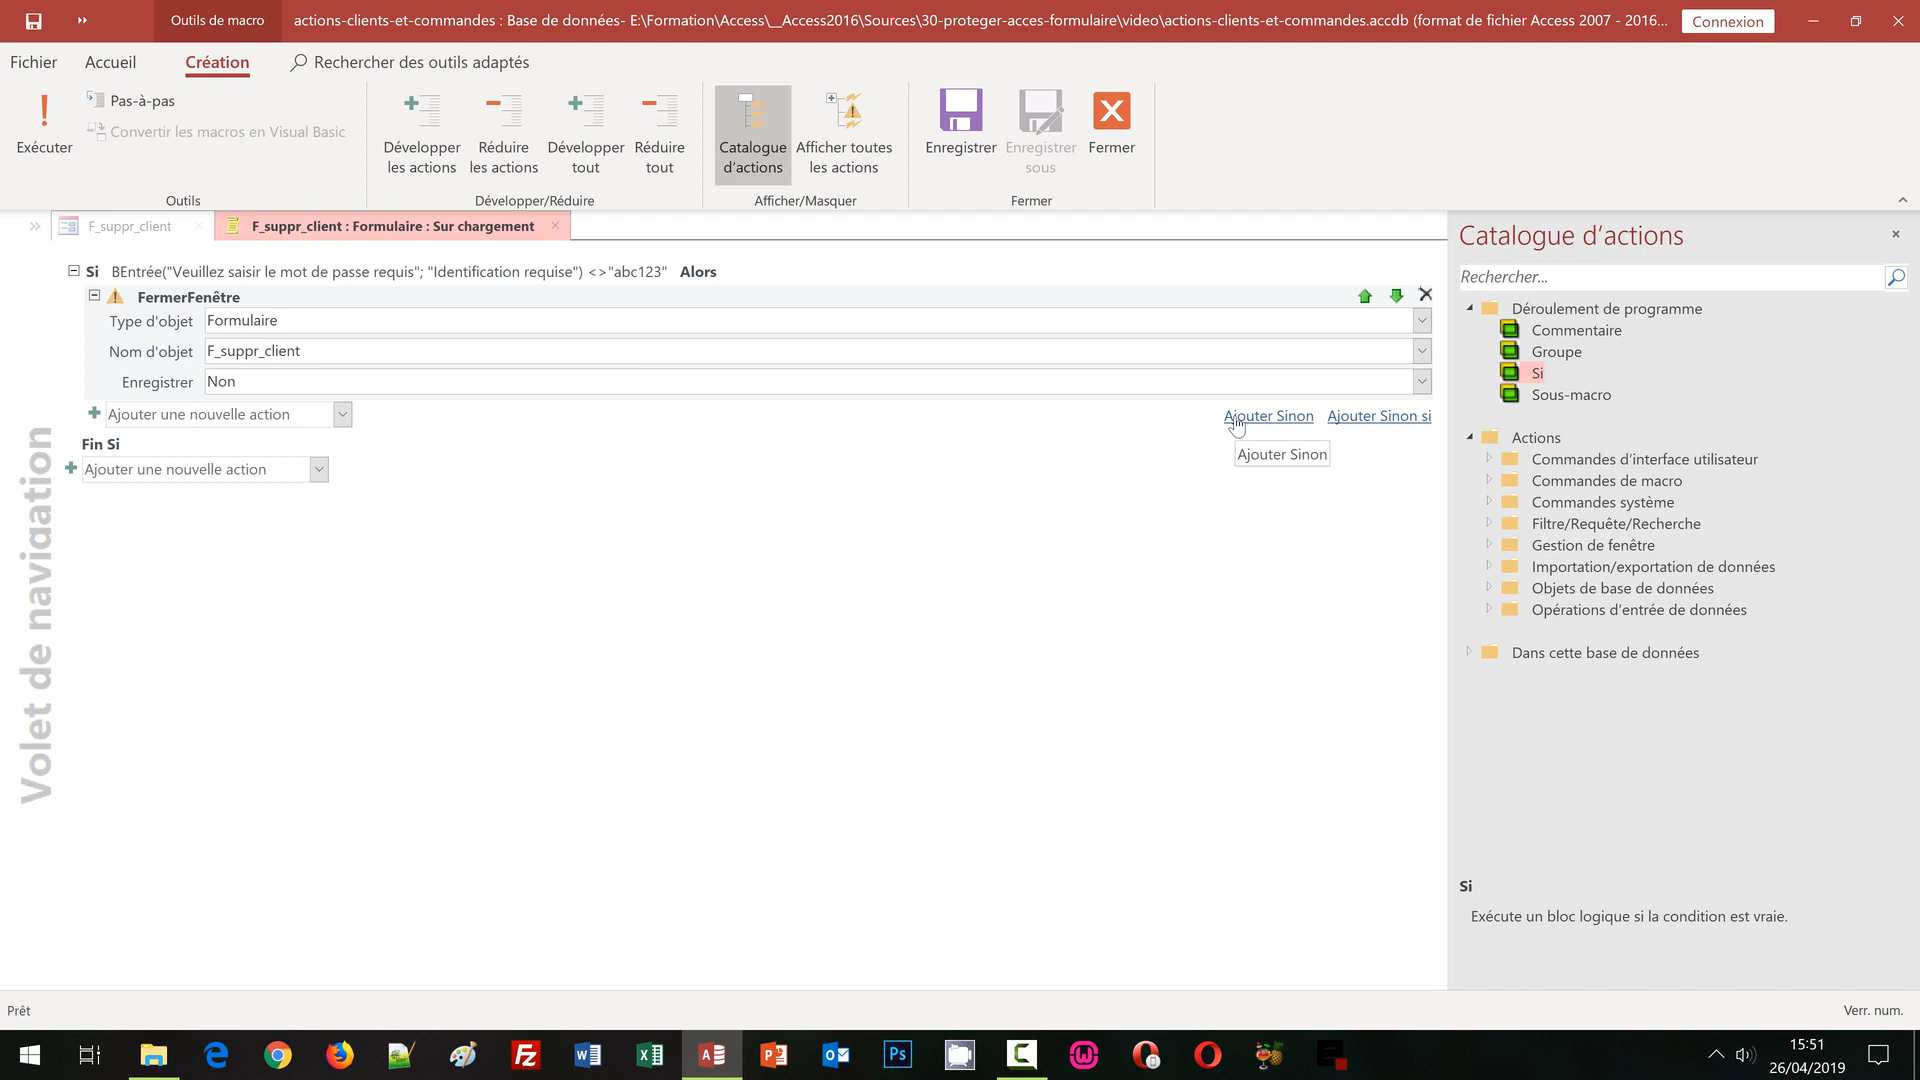 Outils de macro
actions-clients-et-commandes : Base de données- E:\Formation\Access\__Access2016\Sources\30-proteger-acces-formulaire\video\actions-clients-et-commandes.accdb (format de fichier Access 2007 - 2016...
Connexion
Fichier
Accueil
Création
Rechercher des outils adaptés
Exécuter
Pas-à-pas
Convertir les macros en Visual Basic
Outils
Développer les actions
Réduire les actions
Développer tout
Réduire tout
Développer/Réduire
Catalogue d'actions
Afficher toutes les actions
Afficher/Masquer
Enregistrer
Enregistrer sous
Fermer
Fermer
F_suppr_client
F_suppr_client : Formulaire : Sur chargement
Si BEntrée("Veuillez saisir le mot de passe requis"; "Identification requise") <>"abc123" Alors
FermerFenêtre
Type d'objet Formulaire
Nom d'objet F_suppr_client
Enregistrer Non
Ajouter une nouvelle action
Ajouter Sinon Ajouter Sinon si
Ajouter Sinon
Fin Si
Ajouter une nouvelle action
Volet de navigation
Catalogue d'actions
Rechercher...
Déroulement de programme
Commentaire
Groupe
Si
Sous-macro
Actions
Commandes d'interface utilisateur
Commandes de macro
Commandes système
Filtre/Requête/Recherche
Gestion de fenêtre
Importation/exportation de données
Objets de base de données
Opérations d'entrée de données
Dans cette base de données
Si
Exécute un bloc logique si la condition est vraie.
Prêt
Verr. num.
15:51
26/04/2019